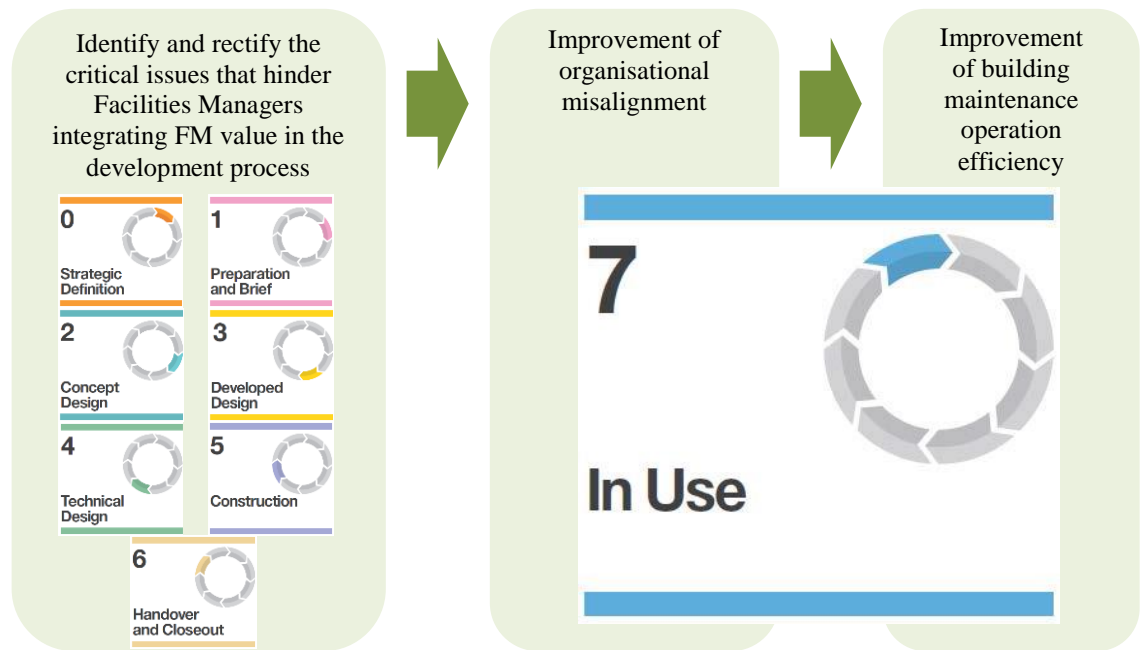 Identify and rectify the
critical issues that hinder
Facilities Managers
integrating FM value in the
development process
0
Strategic
Definition
1
Preparation
and Brief
2
Concept
Design
3
Developed
Design
4
Technical
Design
5
Construction
6
Handover
and Closeout
Improvement of
organisational
misalignment
Improvement
of building
maintenance
operation
efficiency
7
In Use